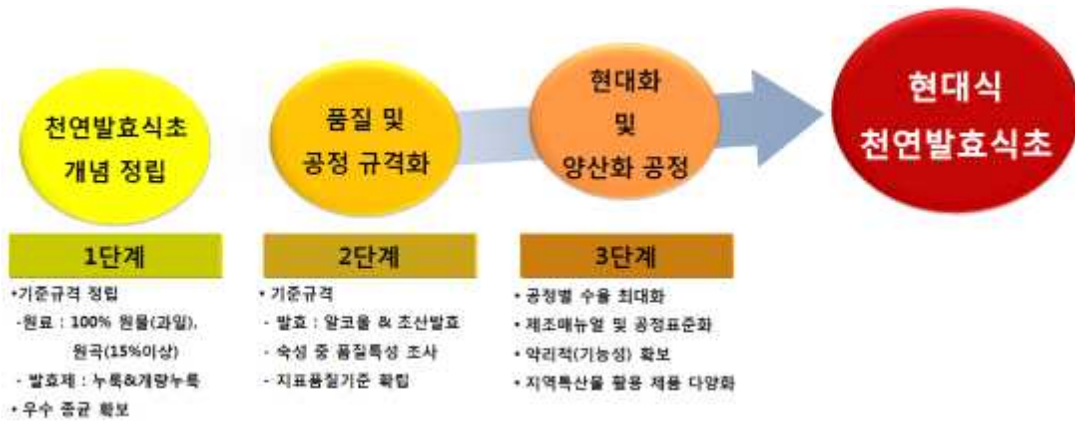 천연발효식초
개념 정립
품질 및
공정 규격화
현대화
및
양산화 공정
현대식
천연발효식초
1단계
•기준규격 정립
-원료 : 100% 원물(과일),
원곡(15%이상)
- 발효제 : 누룩&개량누룩
• 우수 종균 확보
2단계
• 기준규격
- 발효 : 알코올 & 초산발효
- 숙성 중 품질특성 조사
- 지표품질기준 확립
3단계
• 공정별 수율 최대화
• 제조매뉴얼 및 공정표준화
• 약리적(기능성) 확보
• 지역특산물 활용 제품 다양화